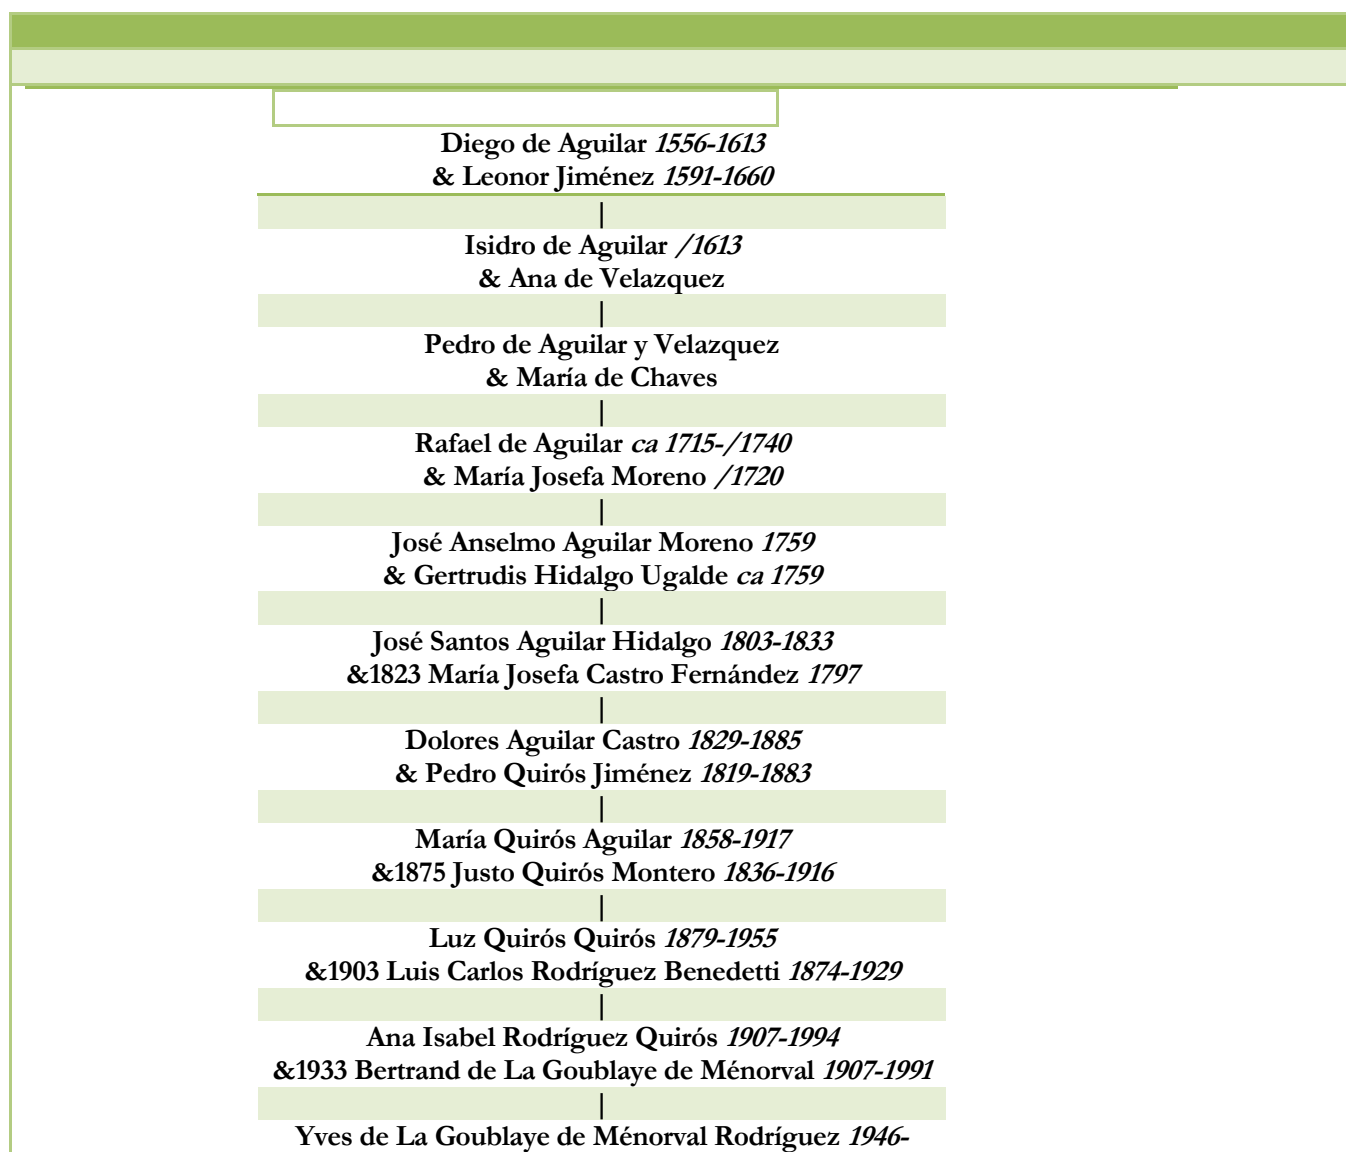 Diego de Aguilar 1556-1613
& Leonor Jiménez 1591-1660
|
Isidro de Aguilar /1613
& Ana de Velazquez
|
Pedro de Aguilar y Velazquez
& María de Chaves
|
Rafael de Aguilar ca 1715-/1740
& María Josefa Moreno /1720
|
José Anselmo Aguilar Moreno 1759
& Gertrudis Hidalgo Ugalde ca 1759
|
José Santos Aguilar Hidalgo 1803-1833
&1823 María Josefa Castro Fernández 1797
|
Dolores Aguilar Castro 1829-1885
& Pedro Quirós Jiménez 1819-1883
|
María Quirós Aguilar 1858-1917
&1875 Justo Quirós Montero 1836-1916
|
Luz Quirós Quirós 1879-1955
&1903 Luis Carlos Rodríguez Benedetti 1874-1929
|
Ana Isabel Rodríguez Quirós 1907-1994
&1933 Bertrand de La Goublaye de Ménorval 1907-1991
|
Yves de La Goublaye de Ménorval Rodríguez 1946-